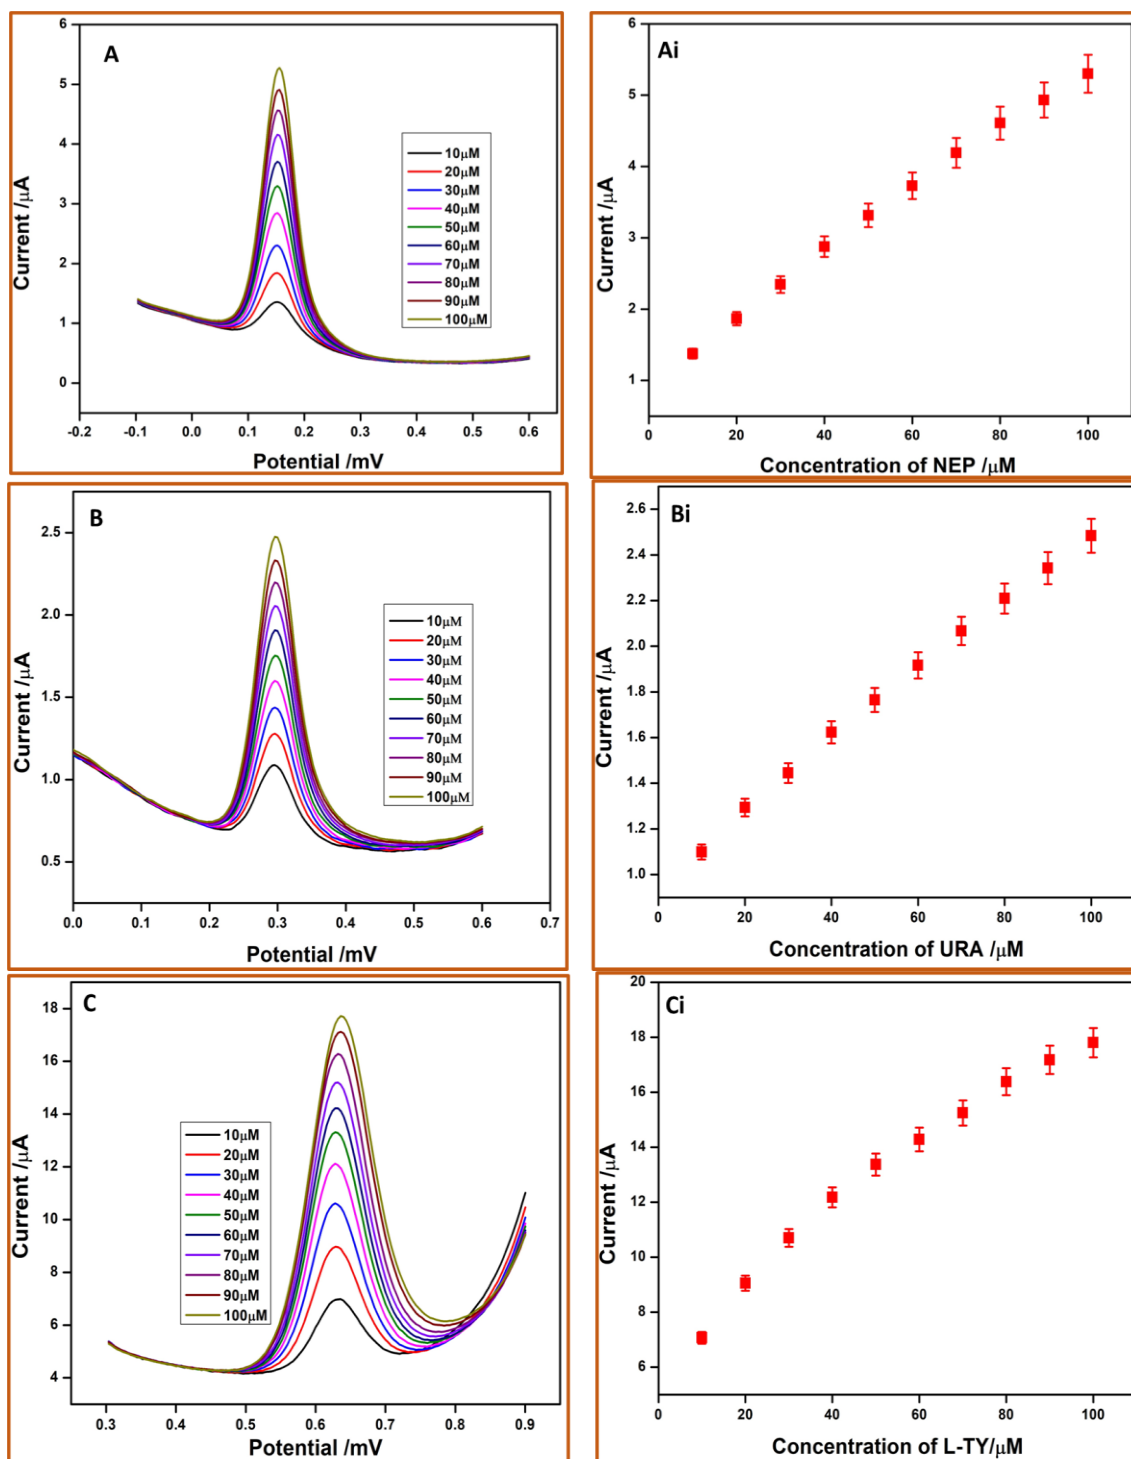 A
6
5
4
3
2
1
0
Current /µA
10µM
20µM
30µM
40µM
50µM
60µM
70µM
80µM
90µM
100µM
-0.2 -0.1 0.0 0.1 0.2 0.3 0.4 0.5 0.6
Potential /mV
Ai
6
5
4
3
2
1
Current /µA
0 20 40 60 80 100
Concentration of NEP /µM
B
2.5
2.0
1.5
1.0
0.5
Current /µA
10µM
20µM
30µM
40µM
50µM
60µM
70µM
80µM
90µM
100µM
0.0 0.1 0.2 0.3 0.4 0.5 0.6 0.7
Potential /mV
Bi
2.6
2.4
2.2
2.0
1.8
1.6
1.4
1.2
1.0
Current /µA
0 20 40 60 80 100
Concentration of URA /µM
C
18
16
14
12
10
8
6
4
Current /µA
10µM
20µM
30µM
40µM
50µM
60µM
70µM
80µM
90µM
100µM
0.3 0.4 0.5 0.6 0.7 0.8 0.9
Potential /mV
Ci
20
18
16
14
12
10
8
6
Current /µA
0 20 40 60 80 100
Concentration of L-TY/µM